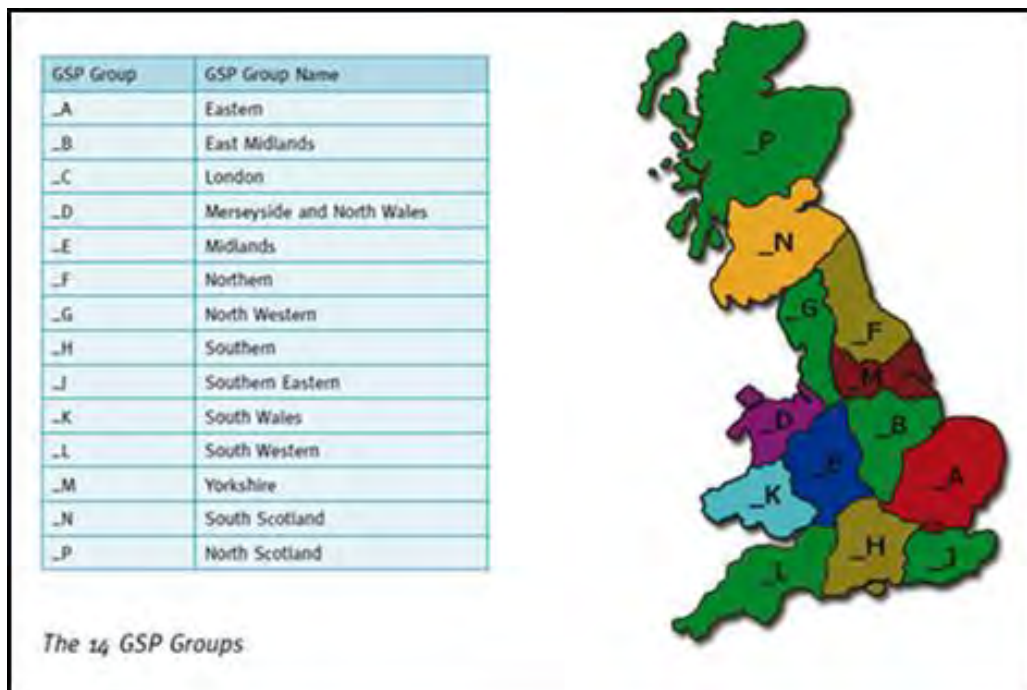 GSP Group GSP Group Name
_A Eastern
_B East Midlands
_C London
_D Merseyside and North Wales
_E Midlands
_F Northern
_G North Western
_H Southern
_J Southern Eastern
_K South Wales
_L South Western
_M Yorkshire
_N South Scotland
_P North Scotland
The 14 GSP Groups
_P
_N
_G
_F
_M
_D
_B
_E
_A
_K
_H
_J
_L